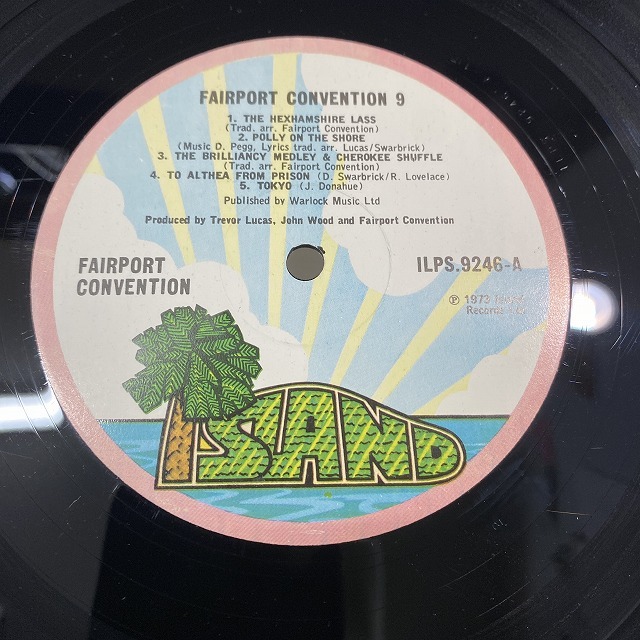 FAIRPORT CONVENTION 9
1. THE HEXHAMSHIRE LASS
(Trad. arr. Fairport Convention)
2. POLLY ON THE SHORE
(Music D. Pegg, Lyrics trad. arr. Lucas/Swarbrick)
3. THE BRILLIANCY MEDLEY & CHEROKEE SHUFFLE
(Trad. arr. Fairport Convention)
4. TO ALTHEA FROM PRISON (D. Swarbrick/R. Lovelace)
5. TOKYO (J. Donahue)
Published by Warlock Music Ltd
Produced by Trevor Lucas, John Wood and Fairport Convention
FAIRPORT
CONVENTION
ILPS.9246-A
℗ 1973
Records
ISLAND